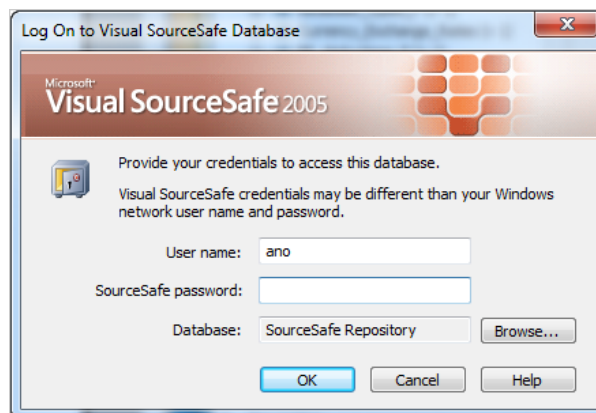 Log On to Visual SourceSafe Database
Microsoft®
Visual SourceSafe 2005
Provide your credentials to access this database.
Visual SourceSafe credentials may be different than your Windows
network user name and password.
User name: ano
SourceSafe password:
Database: SourceSafe Repository Browse...
OK Cancel Help